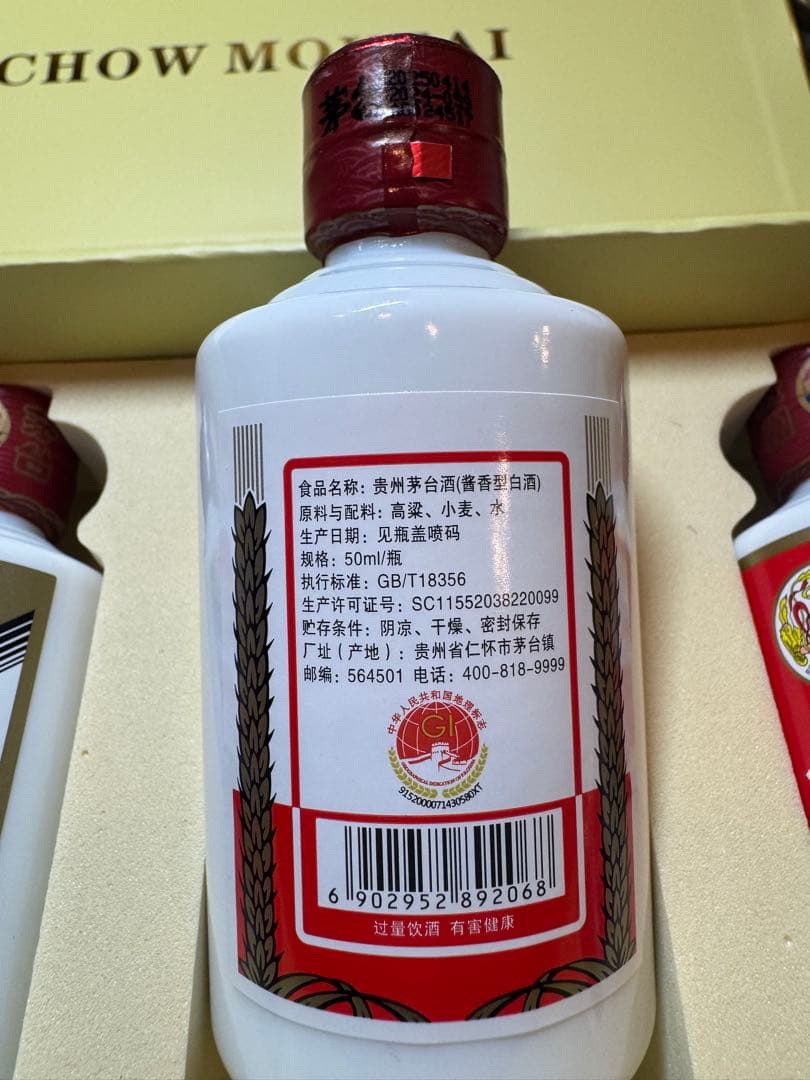 CHOW MOUTAI
20250414
食品名称：贵州茅台酒(酱香型白酒)
原料与配料：高粱、小麦、水
生产日期：见瓶盖喷码
规格：50ml/瓶
执行标准：GB/T18356
生产许可证号：SC11552038220099
贮存条件：阴凉、干燥、密封保存
厂址（产地）：贵州省仁怀市茅台镇
邮编：564501 电话：400-818-9999
中华人民共和国地理标志
GI
9152000071430580XT
6 902952 892068
过量饮酒 有害健康